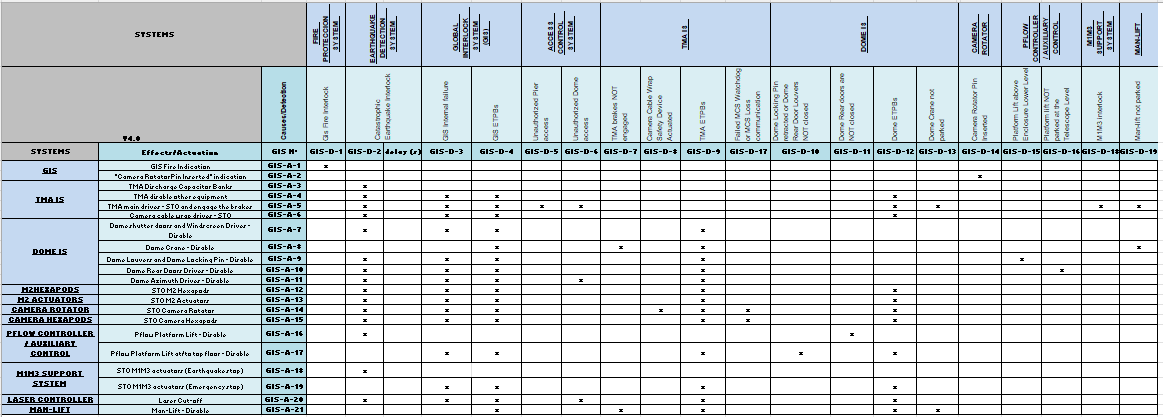 SYSTEMS
FIRE PROTECCION SYSTEM
EARTHQUAKE DETECTION SYSTEM
GLOBAL INTERLOCK SYSTEM (GIS)
ACCESS CONTROL SYSTEM
TMA IS
DOME IS
CAMERA ROTATOR
PFLOW CONTROLLER / AUXILIARY CONTROL
M1M3 SUPPORT SYSTEM
MAN-LIFT
V4.0
Causes/Detection
Gis Fire Interlock
Catastrophic Earthquake Interlock
GIS Internal failure
GIS ETPBs
Unauthorized Pier access
Unauthorized Dome access
TMA brakes NOT engaged
Camera Cable Wrap Safety Device Actuated
TMA ETPBs
Failed MCS Watchdog or MCS Loss communication
Dome Locking Pin retracted or Dome Rear Door/Louvers NOT closed
Dome Rear doors are NOT closed
Dome ETPBs
Dome Crane not parked
Camera Rotator Pin Inserted
Platform Lift above Enclosure Lower Level
Platform lift NOT parked at the telescope Level
M1M3 interlock
Man-lift not parked
SYSTEMS Effects/Actuation GIS Nº GIS-D-1 GIS-D-2 delay (s) GIS-D-3 GIS-D-4 GIS-D-5 GIS-D-6 GIS-D-7 GIS-D-8 GIS-D-9 GIS-D-17 GIS-D-10 GIS-D-11 GIS-D-12 GIS-D-13 GIS-D-14 GIS-D-15 GIS-D-16 GIS-D-18 GIS-D-19
GIS
GIS Fire Indication GIS-A-1 x
"Camera Rotator Pin Inserted" indication GIS-A-2 x
TMA IS
TMA Discharge Capacitor Banks GIS-A-3 x
TMA disable other equipment GIS-A-4 x x x x
TMA main driver - STO and engage the brakes GIS-A-5 x x x x x x x x x
Camera cable wrap driver - STO GIS-A-6 x x x x
DOME IS
Dome shutter doors and Windscreen Driver - Disable GIS-A-7 x x x x
Dome Crane - Disable GIS-A-8 x x x x
Dome Louvers and Dome Locking Pin - Disable GIS-A-9 x x x x x
Dome Rear Doors Driver - Disable GIS-A-10 x x x x x
Dome Azimuth Driver - Disable GIS-A-11 x x x x x
M2HEXAPODS STO M2 Hexapods GIS-A-12 x x x x x
M2 ACTUATORS STO M2 Actuators GIS-A-13 x x x x x
CAMERA ROTATOR STO Camera Rotator GIS-A-14 x x x x x x x
CAMERA HEXAPODS STO Camera Hexapods GIS-A-15 x x x x x x
PFLOW CONTROLLER / AUXILIARY CONTROL
Pflow Platform Lift - Disable GIS-A-16 x x
Pflow Platform Lift at/to top floor - Disable GIS-A-17 x x x x x
M1M3 SUPPORT SYSTEM
STO M1M3 actuators (Earthquake stop) GIS-A-18 x
STO M1M3 actuators (Emergency stop) GIS-A-19 x x x x
LASER CONTROLLER Laser Cut-off GIS-A-20 x x x x x x
MAN-LIFT Man-Lift - Disable GIS-A-21 x x x x x